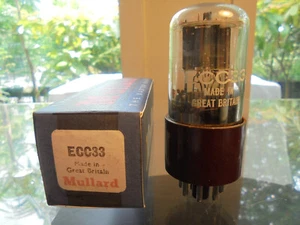 ECC33
Made in
Great Britain
Mullard
ECC33
MADE I
GREAT BRITAIN